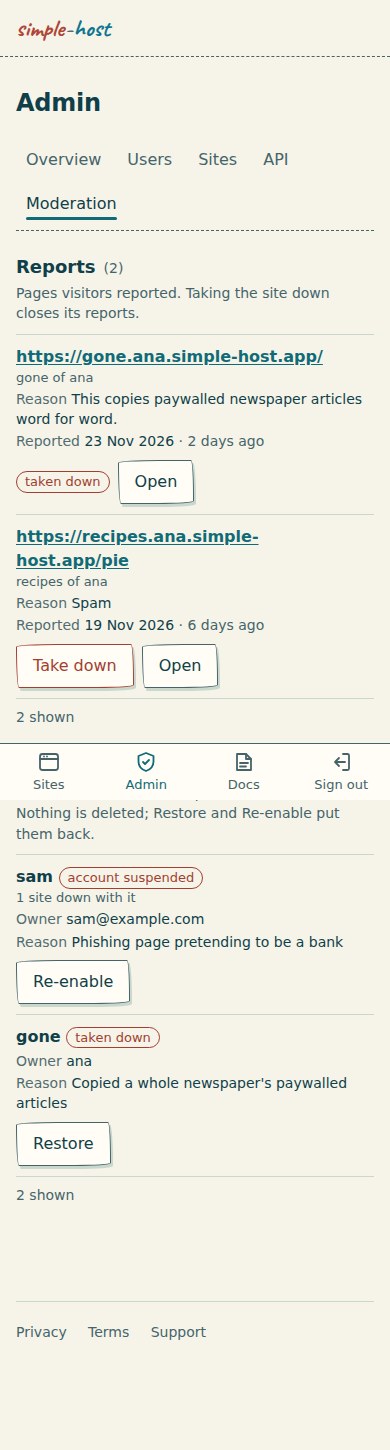 simple-host
Admin
Overview Users Sites API
Moderation
Reports (2)
Pages visitors reported. Taking the site down
closes its reports.
https://gone.ana.simple-host.app/
gone of ana
Reason This copies paywalled newspaper articles
word for word.
Reported 23 Nov 2026 · 2 days ago
taken down Open
https://recipes.ana.simple-
host.app/pie
recipes of ana
Reason Spam
Reported 19 Nov 2026 · 6 days ago
Take down Open
2 shown
Sites Admin Docs Sign out
Nothing is deleted; Restore and Re-enable put
them back.
sam account suspended
1 site down with it
Owner sam@example.com
Reason Phishing page pretending to be a bank
Re-enable
gone taken down
Owner ana
Reason Copied a whole newspaper's paywalled
articles
Restore
2 shown
Privacy Terms Support